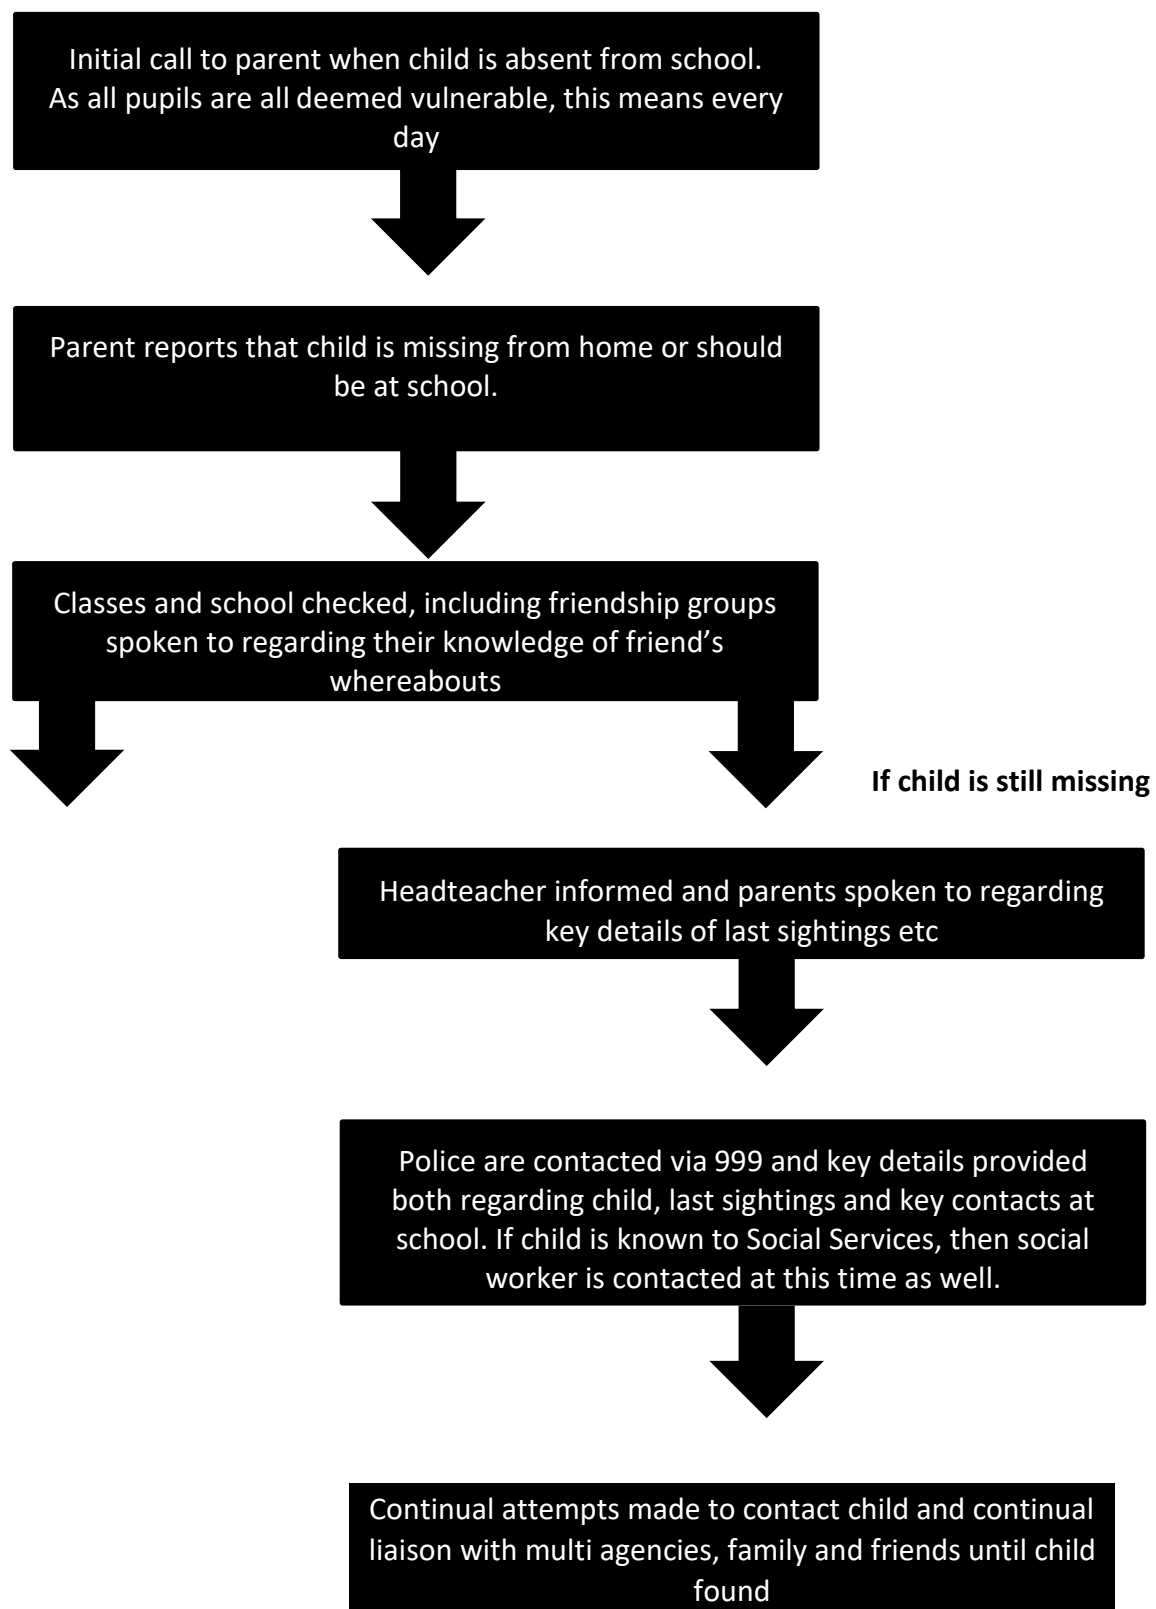 Initial call to parent when child is absent from school.
As all pupils are all deemed vulnerable, this means every
day
Parent reports that child is missing from home or should
be at school.
Classes and school checked, including friendship groups
spoken to regarding their knowledge of friend’s
whereabouts
If child is still missing
Headteacher informed and parents spoken to regarding
key details of last sightings etc
Police are contacted via 999 and key details provided
both regarding child, last sightings and key contacts at
school. If child is known to Social Services, then social
worker is contacted at this time as well.
Continual attempts made to contact child and continual
liaison with multi agencies, family and friends until child
found